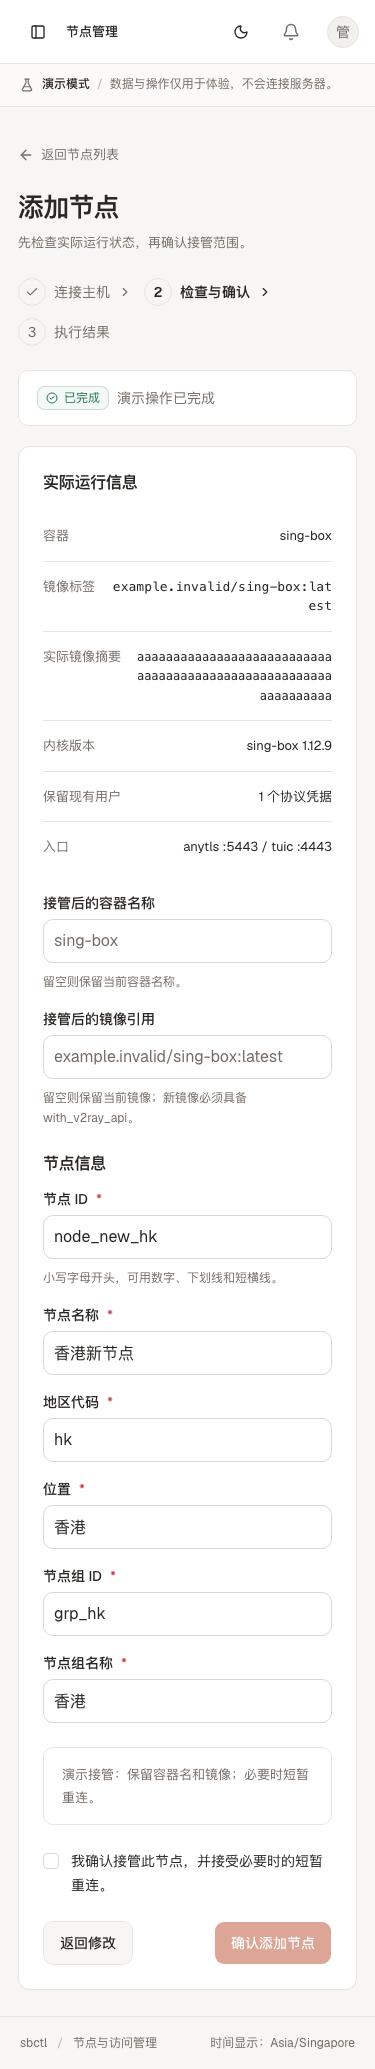 节点管理
管
演示模式 / 数据与操作仅用于体验，不会连接服务器。
返回节点列表
添加节点
先检查实际运行状态，再确认接管范围。
连接主机
2 检查与确认
3 执行结果
已完成 演示操作已完成
实际运行信息
容器 sing-box
镜像标签 example.invalid/sing-box:lat
est
实际镜像摘要 aaaaaaaaaaaaaaaaaaaaaaaaaaa
aaaaaaaaaaaaaaaaaaaaaaaaaaa
aaaaaaaaaa
内核版本 sing-box 1.12.9
保留现有用户 1 个协议凭据
入口 anytls :5443 / tuic :4443
接管后的容器名称
sing-box
留空则保留当前容器名称。
接管后的镜像引用
example.invalid/sing-box:latest
留空则保留当前镜像；新镜像必须具备
with_v2ray_api。
节点信息
节点 ID *
node_new_hk
小写字母开头，可用数字、下划线和短横线。
节点名称 *
香港新节点
地区代码 *
hk
位置 *
香港
节点组 ID *
grp_hk
节点组名称 *
香港
演示接管：保留容器名和镜像；必要时短暂
重连。
我确认接管此节点，并接受必要时的短暂
重连。
返回修改 确认添加节点
sbctl / 节点与访问管理 时间显示：Asia/Singapore